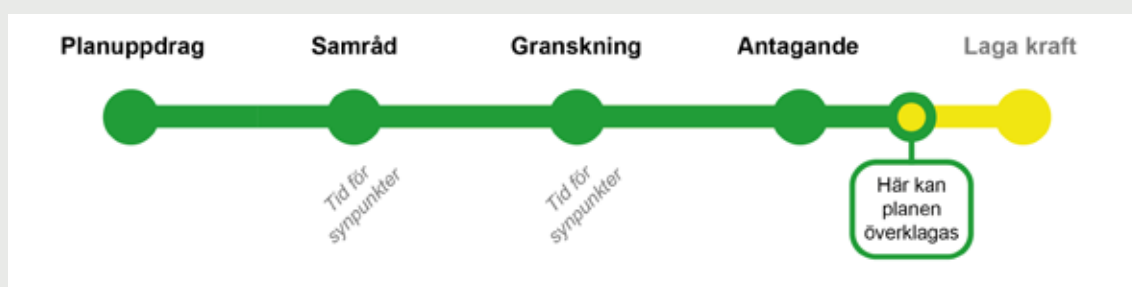 Planuppdrag
Samråd
Granskning
Antagande
Laga kraft
Tid för
synpunkter
Tid för
synpunkter
Här kan
planen
överklagas